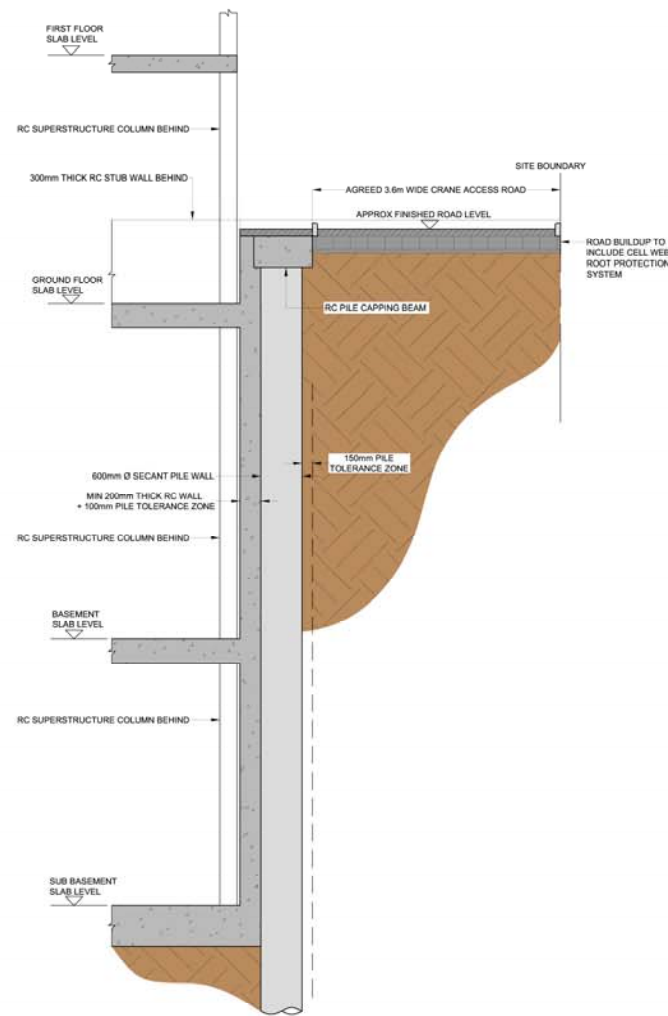 FIRST FLOOR
SLAB LEVEL
RC SUPERSTRUCTURE COLUMN BEHIND
SITE BOUNDARY
300mm THICK RC STUB WALL BEHIND
AGREED 3.6m WIDE CRANE ACCESS ROAD
APPROX FINISHED ROAD LEVEL
ROAD BUILDUP TO
INCLUDE CELL WEB
ROOT PROTECTION
SYSTEM
GROUND FLOOR
SLAB LEVEL
RC PILE CAPPING BEAM
150mm PILE
TOLERANCE ZONE
600mm Ø SECANT PILE WALL
MIN 200mm THICK RC WALL
+ 100mm PILE TOLERANCE ZONE
RC SUPERSTRUCTURE COLUMN BEHIND
BASEMENT
SLAB LEVEL
RC SUPERSTRUCTURE COLUMN BEHIND
SUB BASEMENT
SLAB LEVEL